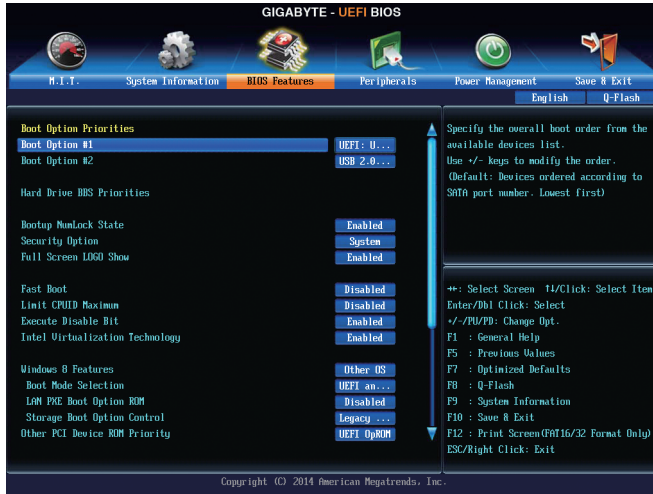 GIGABYTE - UEFI BIOS
M.I.T. System Information BIOS Features Peripherals Power Management Save & Exit
English Q-Flash
Boot Option Priorities
Boot Option #1 UEFI: U...
Boot Option #2 USB 2.0...
Hard Drive BBS Priorities
Bootup NumLock State Enabled
Security Option System
Full Screen LOGO Show Enabled
Fast Boot Disabled
Limit CPUID Maximum Disabled
Execute Disable Bit Enabled
Intel Virtualization Technology Enabled
Windows 8 Features Other OS
Boot Mode Selection UEFI an...
LAN PXE Boot Option ROM Disabled
Storage Boot Option Control Legacy ...
Other PCI Device ROM Priority UEFI OpROM
Specify the overall boot order from the
available devices list.
Use +/- keys to modify the order.
(Default: Devices ordered according to
SATA port number. Lowest first)
↔: Select Screen ↑↓/Click: Select Item
Enter/Dbl Click: Select
+/-/PU/PD: Change Opt.
F1 : General Help
F5 : Previous Values
F7 : Optimized Defaults
F8 : Q-Flash
F9 : System Information
F10 : Save & Exit
F12 : Print Screen(FAT16/32 Format Only)
ESC/Right Click: Exit
Copyright (C) 2014 American Megatrends, Inc.